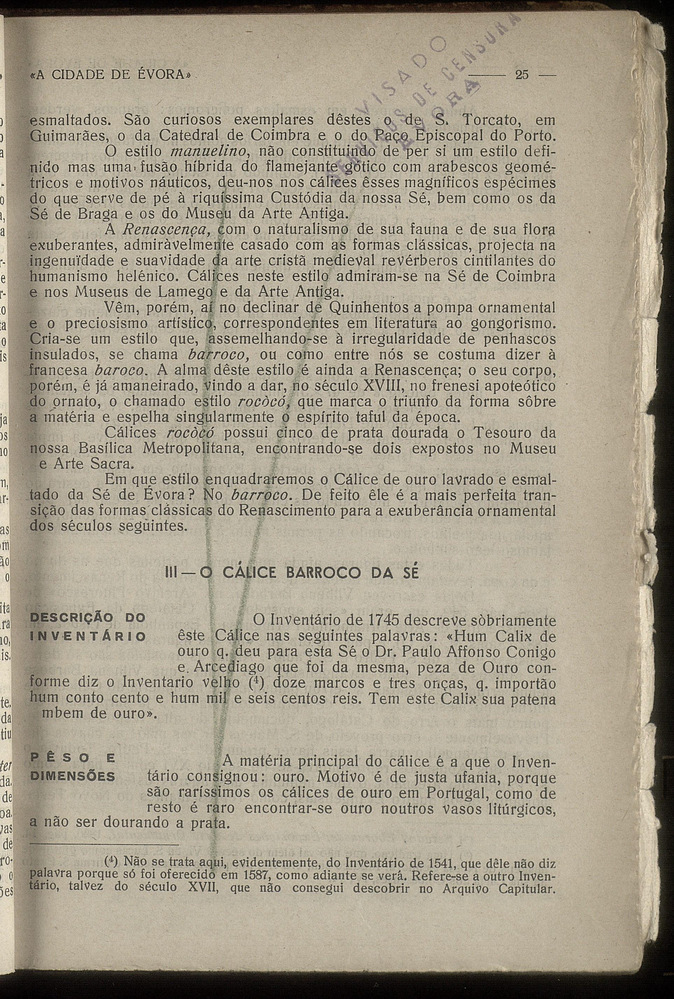 «A CIDADE DE ÉVORA» —— 25 —
VISADO
SERVIÇOS DE CENSURA
ÉVORA
esmaltados. São curiosos exemplares dêstes o de S. Torcato, em
Guimarães, o da Catedral de Coimbra e o do Paço Episcopal do Porto.
O estilo manuelino, não constituindo de per si um estilo defi-
nido mas uma fusão híbrida do flamejante gótico com arabescos geomé-
tricos e motivos náuticos, deu-nos nos cálices êsses magníficos espécimes
do que serve de pé à riquíssima Custódia da nossa Sé, bem como os da
Sé de Braga e os do Museu da Arte Antiga.
A Renascença, com o naturalismo de sua fauna e de sua flora
exuberantes, admiràvelmente casado com as formas clássicas, projecta na
ingenuïdade e suavidade da arte cristã medieval revérberos cintilantes do
humanismo helénico. Cálices neste estilo admiram-se na Sé de Coimbra
e nos Museus de Lamego e da Arte Antiga.
Vêm, porém, aí no declinar de Quinhentos a pompa ornamental
e o preciosismo artístico, correspondentes em literatura ao gongorismo.
Cria-se um estilo que, assemelhando-se à irregularidade de penhascos
insulados, se chama barroco, ou como entre nós se costuma dizer à
francesa baroco. A alma dêste estilo é ainda a Renascença; o seu corpo,
porém, é já amaneirado, vindo a dar, no século XVIII, no frenesi apoteótico
do ornato, o chamado estilo rocòcó, que marca o triunfo da forma sôbre
a matéria e espelha singularmente o espírito taful da época.
Cálices rocòcó possui cinco de prata dourada o Tesouro da
nossa Basílica Metropolitana, encontrando-se dois expostos no Museu
e Arte Sacra.
Em que estilo enquadraremos o Cálice de ouro lavrado e esmal-
tado da Sé de Évora? No barroco. De feito êle é a mais perfeita tran-
sição das formas clássicas do Renascimento para a exuberância ornamental
dos séculos següintes.
III — O CÁLICE BARROCO DA SÉ
DESCRIÇÃO DO
INVENTÁRIO
O Inventário de 1745 descreve sòbriamente
êste Cálice nas seguintes palavras: «Hum Calix de
ouro q. deu para esta Sé o Dr. Paulo Affonso Conigo
e Arcediago que foi da mesma, peza de Ouro con-
forme diz o Inventario velho (⁴) doze marcos e tres onças, q. importão
hum conto cento e hum mil e seis centos reis. Tem este Calix sua patena
mbem de ouro».
PÊSO E
DIMENSÕES
A matéria principal do cálice é a que o Inven-
tário consignou: ouro. Motivo é de justa ufania, porque
são raríssimos os cálices de ouro em Portugal, como de
resto é raro encontrar-se ouro noutros vasos litúrgicos,
a não ser dourando a prata.
(⁴) Não se trata aqui, evidentemente, do Inventário de 1541, que dêle não diz
palavra porque só foi oferecido em 1587, como adiante se verá. Refere-se a outro Inven-
tário, talvez do século XVII, que não consegui descobrir no Arquivo Capitular.